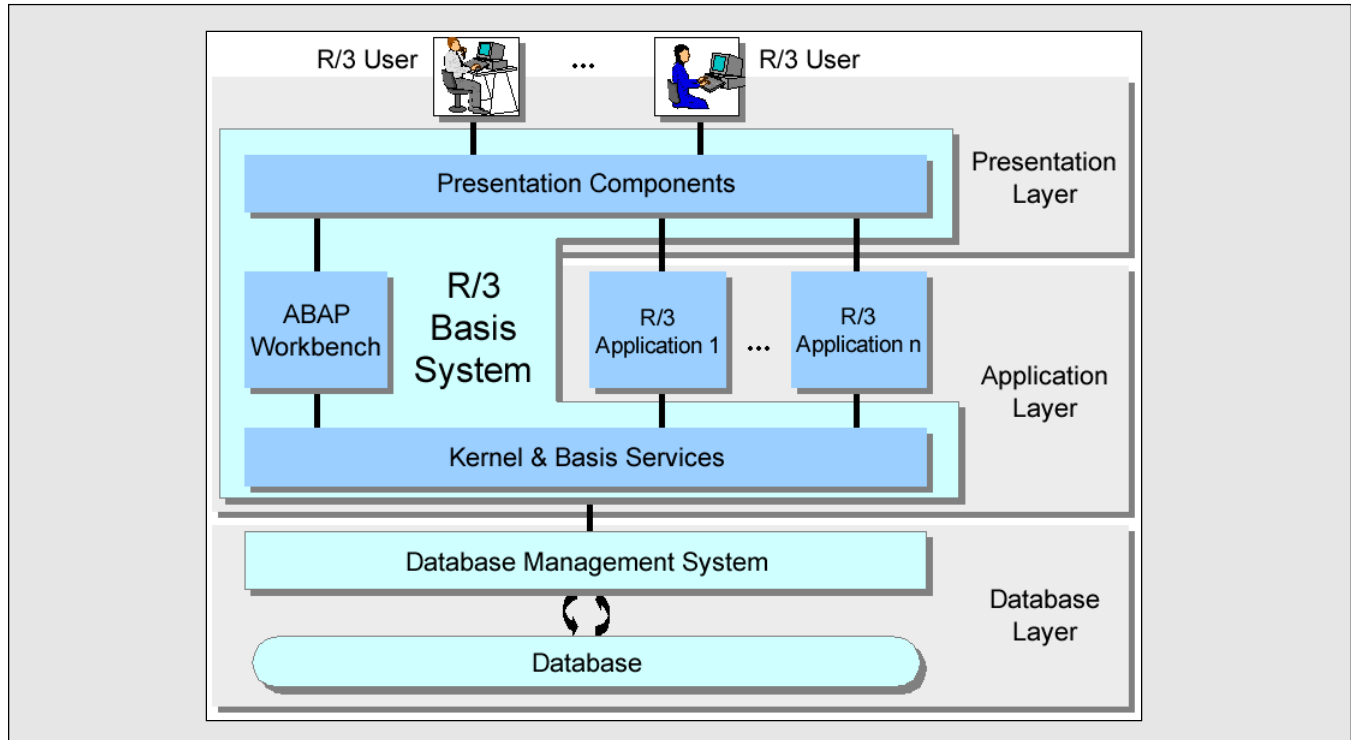 R/3 User
...
R/3 User
Presentation Components
Presentation
Layer
ABAP
Workbench
R/3
Basis
System
R/3
Application 1
...
R/3
Application n
Application
Layer
Kernel & Basis Services
Database Management System
Database
Layer
Database